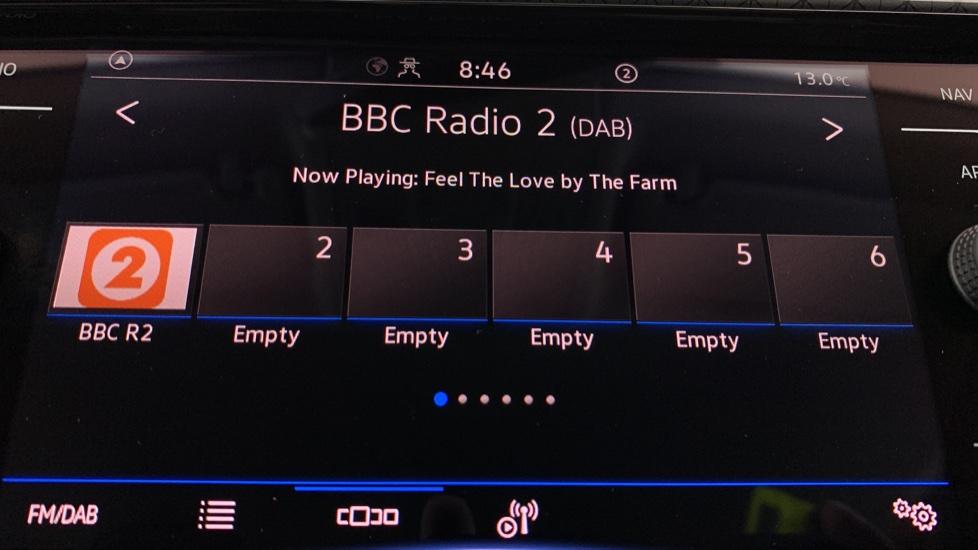 8:46
2
13.0°C
NAV
<
BBC Radio 2 (DAB)
>
Now Playing: Feel The Love by The Farm
2
2
3
4
5
6
BBC R2
Empty
Empty
Empty
Empty
Empty
FM/DAB